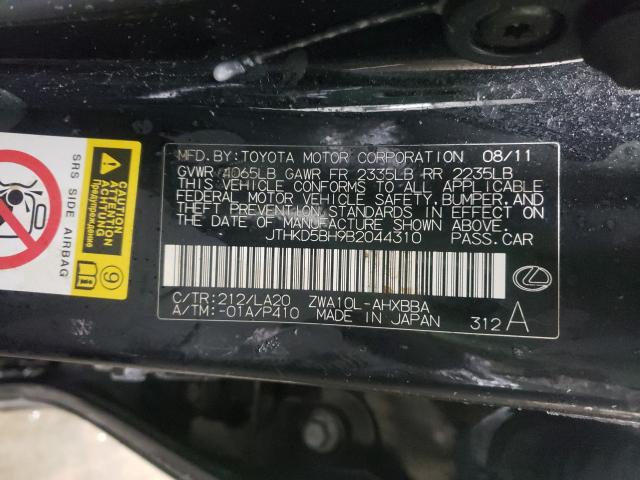 MFD.BY:TOYOTA MOTOR CORPORATION 08/11
GVWR 4065LB GAWR FR 2335LB RR 2235LB
THIS VEHICLE CONFORMS TO ALL APPLICABLE
FEDERAL MOTOR VEHICLE SAFETY,BUMPER,AND
THEFT PREVENTION STANDARDS IN EFFECT ON
THE DATE OF MANUFACTURE SHOWN ABOVE.
JTHKD5BH9B2044310 PASS.CAR
C/TR:212/LA20 ZWA10L-AHXBBA
A/TM:-01A/P410 MADE IN JAPAN 312 A
SRS SIDE AIRBAG
9